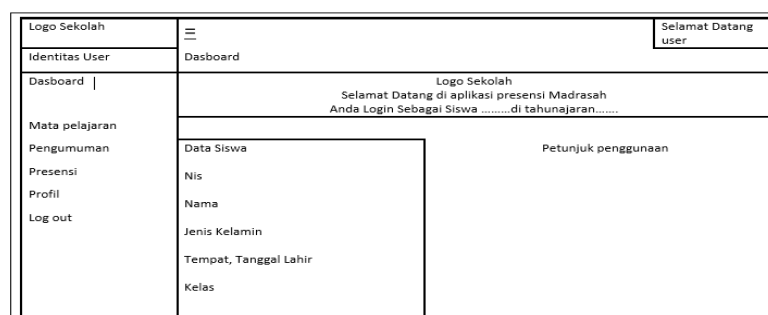 Logo Sekolah
☰
Selamat Datang
user
Identitas User
Dasboard
Dasboard |
Logo Sekolah
Selamat Datang di aplikasi presensi Madrasah
Anda Login Sebagai Siswa .........di tahunajaran.......
Mata pelajaran
Pengumuman
Presensi
Profil
Log out
Data Siswa
Nis
Nama
Jenis Kelamin
Tempat, Tanggal Lahir
Kelas
Petunjuk penggunaan